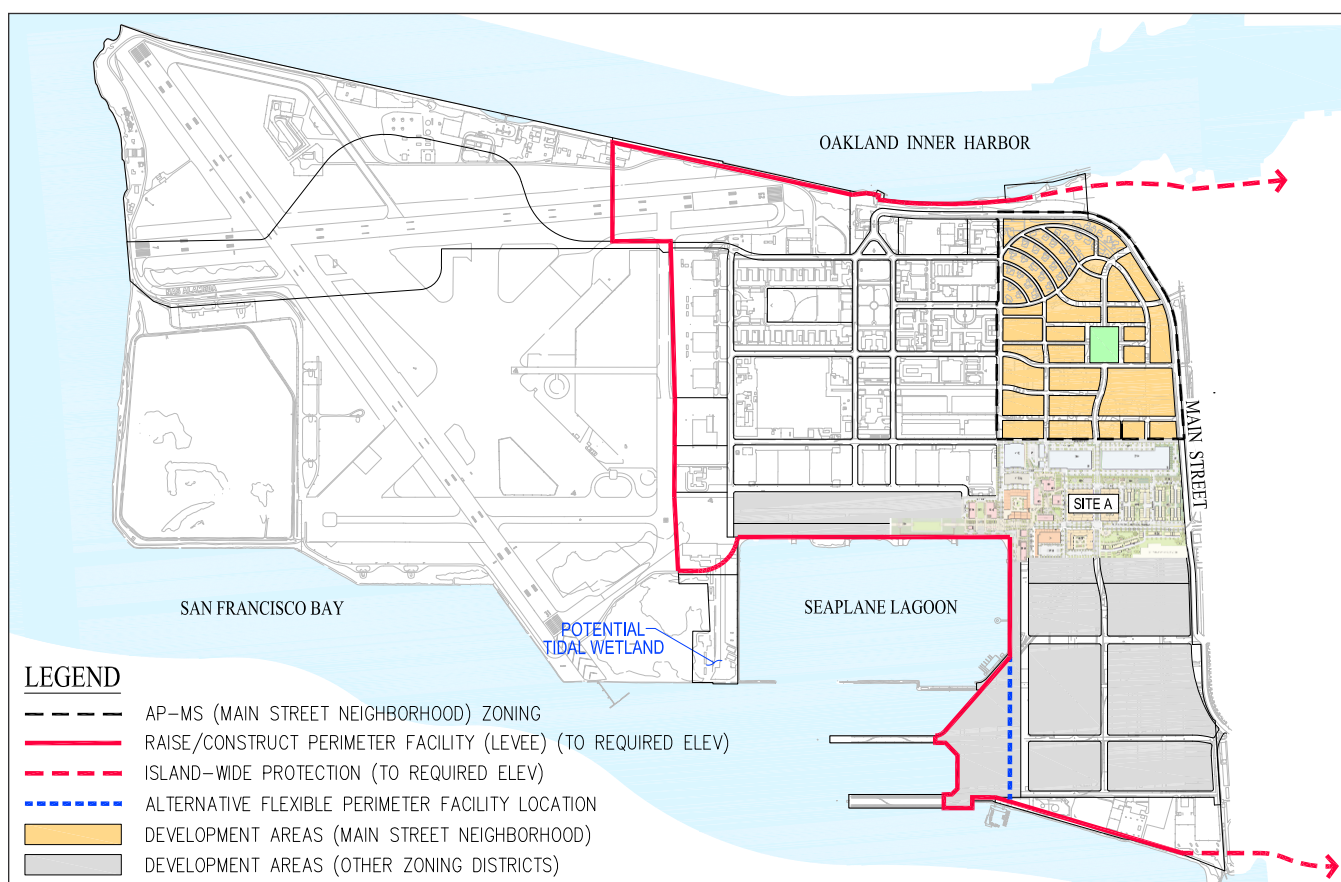 OAKLAND INNER HARBOR
MAIN STREET
SITE A
SAN FRANCISCO BAY
SEAPLANE LAGOON
POTENTIAL
TIDAL WETLAND
LEGEND
AP-MS (MAIN STREET NEIGHBORHOOD) ZONING
RAISE/CONSTRUCT PERIMETER FACILITY (LEVEE) (TO REQUIRED ELEV)
ISLAND-WIDE PROTECTION (TO REQUIRED ELEV)
ALTERNATIVE FLEXIBLE PERIMETER FACILITY LOCATION
DEVELOPMENT AREAS (MAIN STREET NEIGHBORHOOD)
DEVELOPMENT AREAS (OTHER ZONING DISTRICTS)